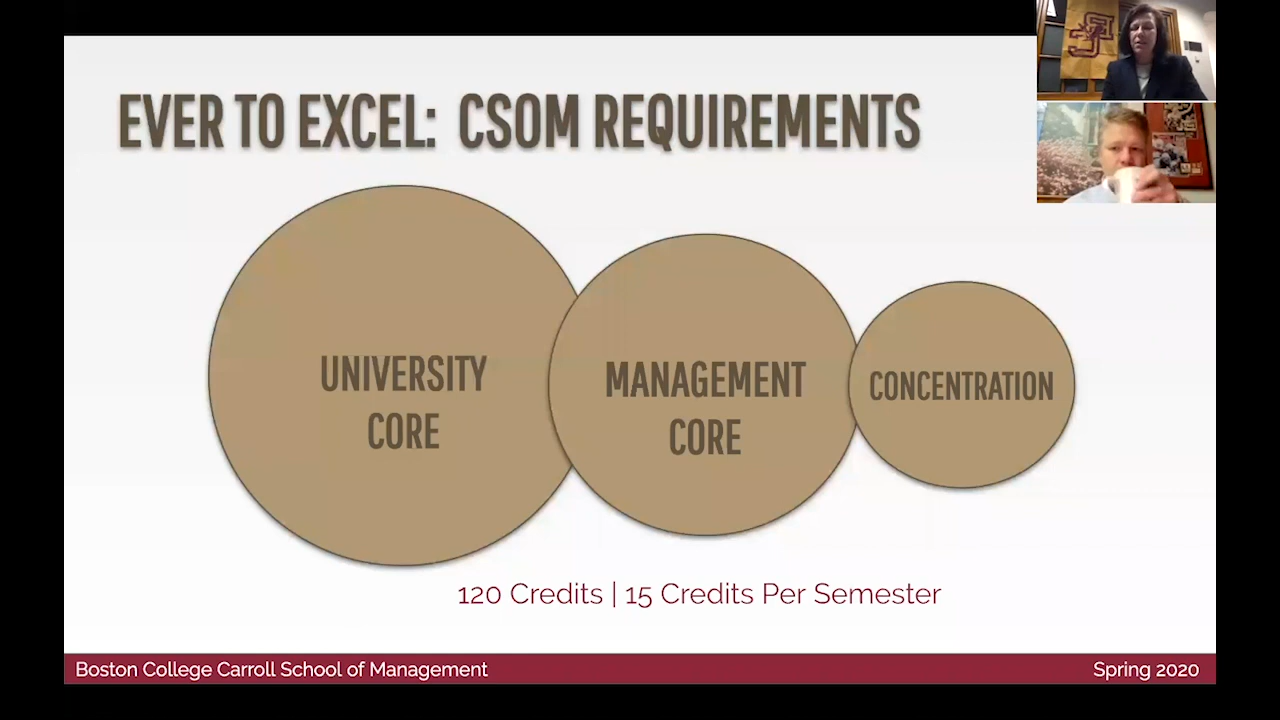 EVER TO EXCEL: CSOM REQUIREMENTS
UNIVERSITY
CORE
MANAGEMENT
CORE
CONCENTRATION
120 Credits | 15 Credits Per Semester
Boston College Carroll School of Management
Spring 2020